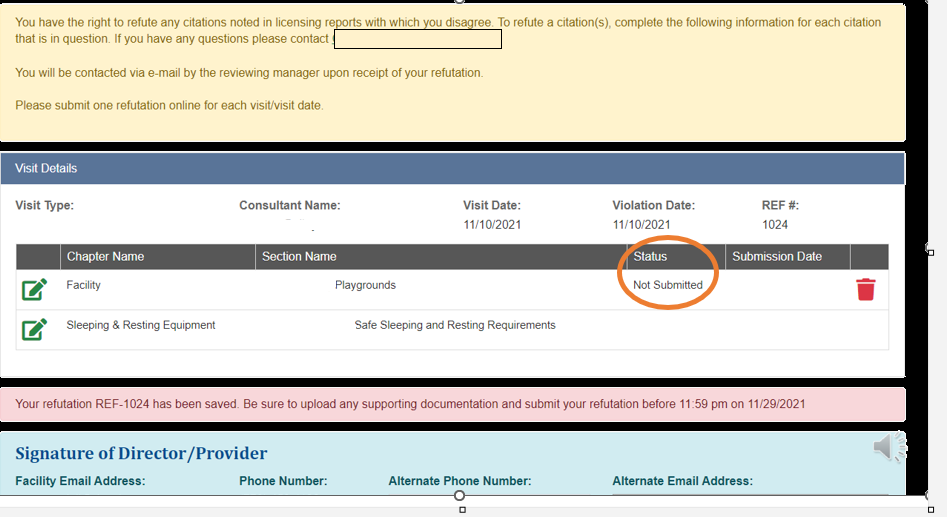 You have the right to refute any citations noted in licensing reports with which you disagree. To refute a citation(s), complete the following information for each citation
that is in question. If you have any questions please contact
You will be contacted via e-mail by the reviewing manager upon receipt of your refutation.
Please submit one refutation online for each visit/visit date.
Visit Details
Visit Type: Consultant Name: Visit Date: Violation Date: REF #:
11/10/2021 11/10/2021 1024
Chapter Name Section Name Status Submission Date
Facility Playgrounds Not Submitted
Sleeping & Resting Equipment Safe Sleeping and Resting Requirements
Your refutation REF-1024 has been saved. Be sure to upload any supporting documentation and submit your refutation before 11:59 pm on 11/29/2021
Signature of Director/Provider
Facility Email Address: Phone Number: Alternate Phone Number: Alternate Email Address: